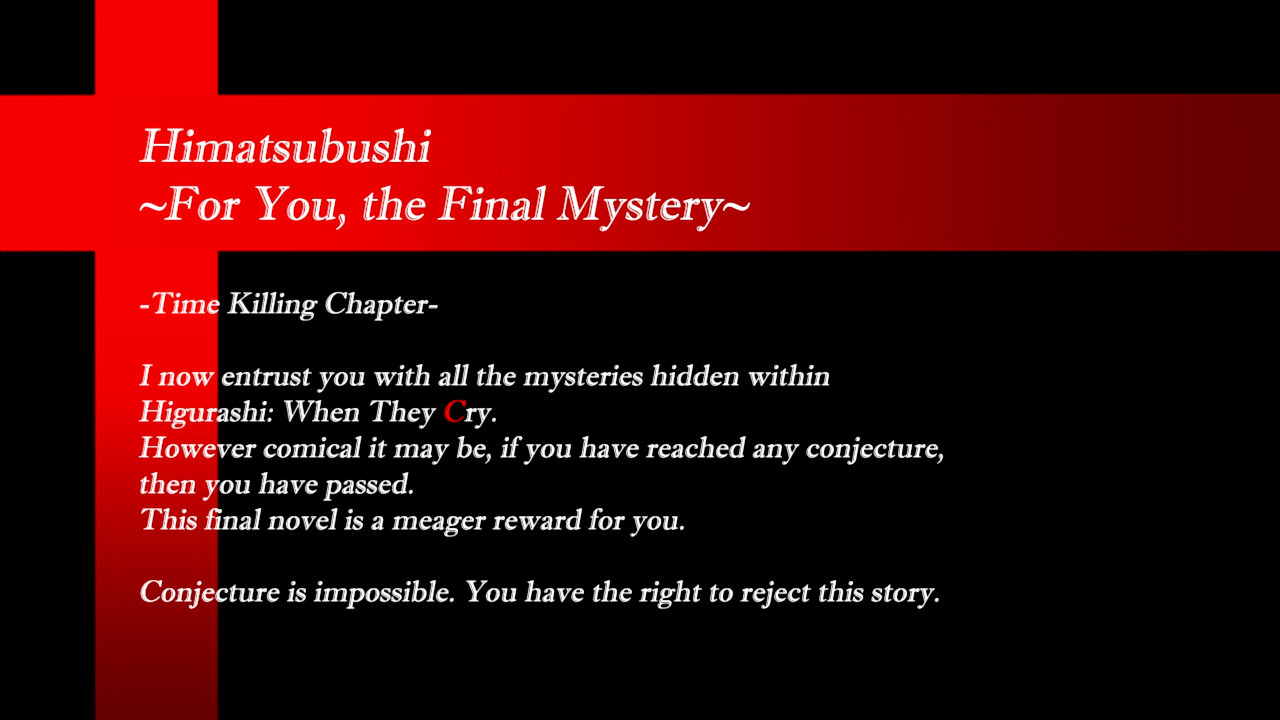 Himatsubushi
~For You, the Final Mystery~
-Time Killing Chapter-
I now entrust you with all the mysteries hidden within
Higurashi: When They Cry.
However comical it may be, if you have reached any conjecture,
then you have passed.
This final novel is a meager reward for you.
Conjecture is impossible. You have the right to reject this story.